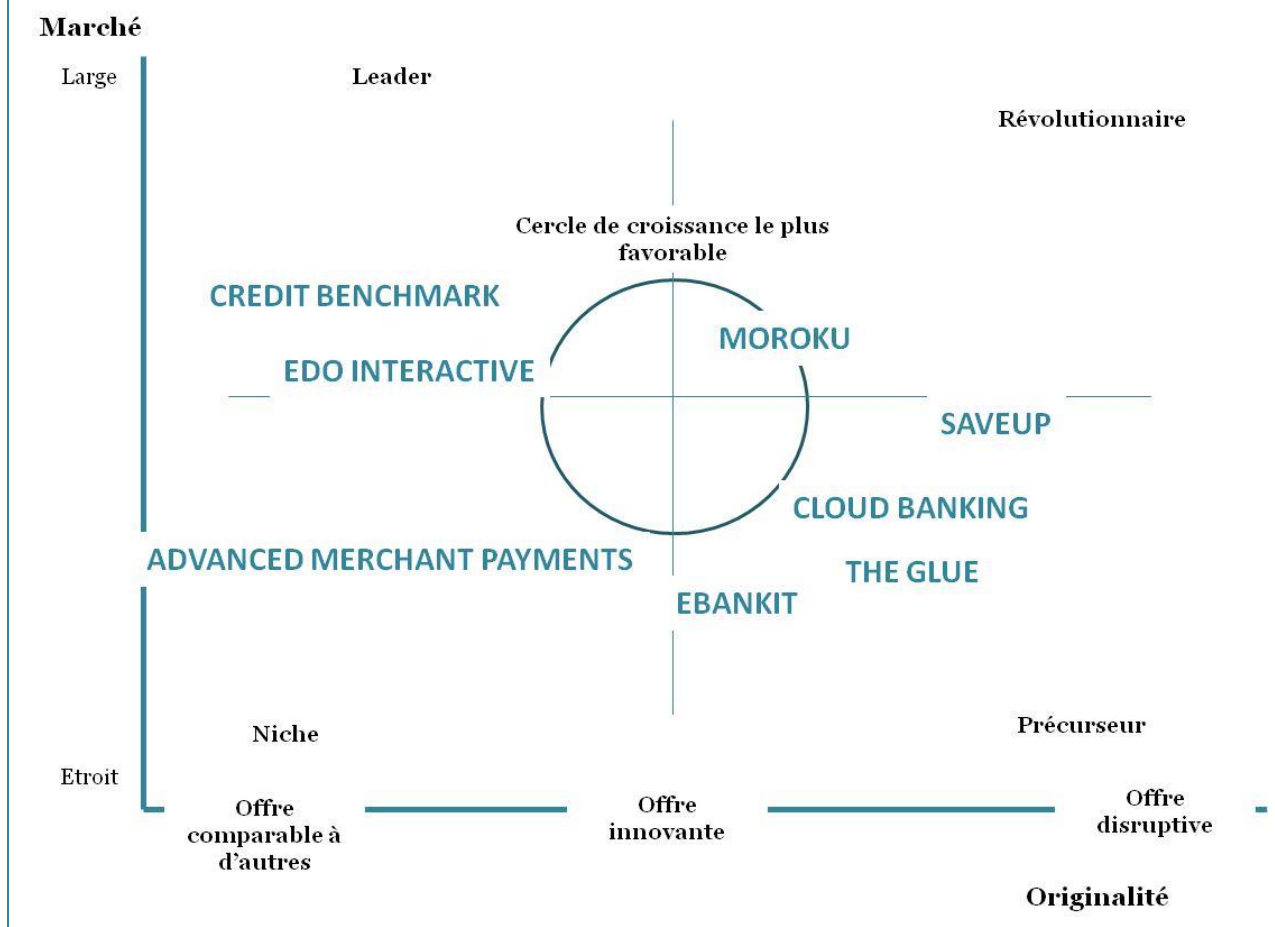 Marché
Large
Leader
Révolutionnaire
Cercle de croissance le plus
favorable
CREDIT BENCHMARK
MOROKU
EDO INTERACTIVE
SAVEUP
CLOUD BANKING
ADVANCED MERCHANT PAYMENTS
THE GLUE
EBANKIT
Niche
Précurseur
Etroit
Offre
comparable à
d’autres
Offre
innovante
Offre
disruptive
Originalité